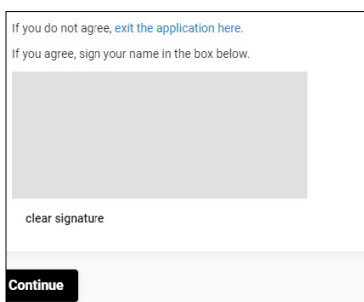 If you do not agree, exit the application here.
If you agree, sign your name in the box below.
clear signature
Continue